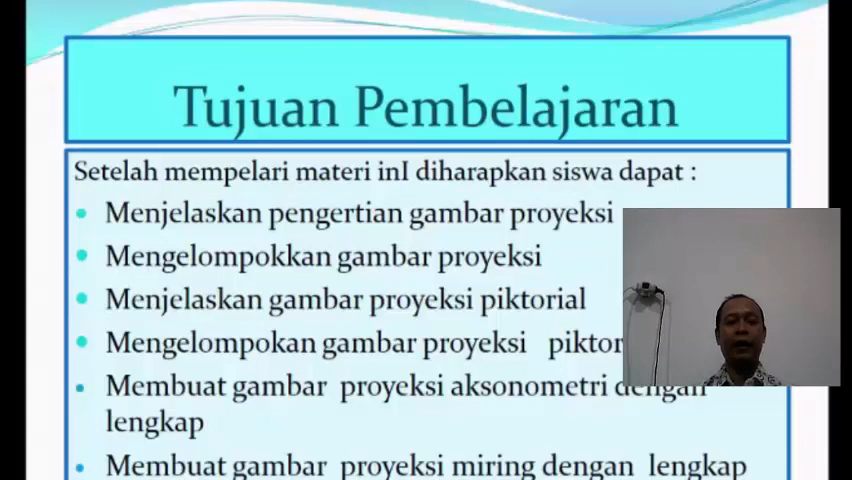 Tujuan Pembelajaran
Setelah mempelari materi inI diharapkan siswa dapat :
Menjelaskan pengertian gambar proyeksi
Mengelompokkan gambar proyeksi
Menjelaskan gambar proyeksi piktorial
Mengelompokan gambar proyeksi
Membuat gambar proyeksi aksonometri dengan
lengkap
Membuat gambar proyeksi miring dengan lengkap